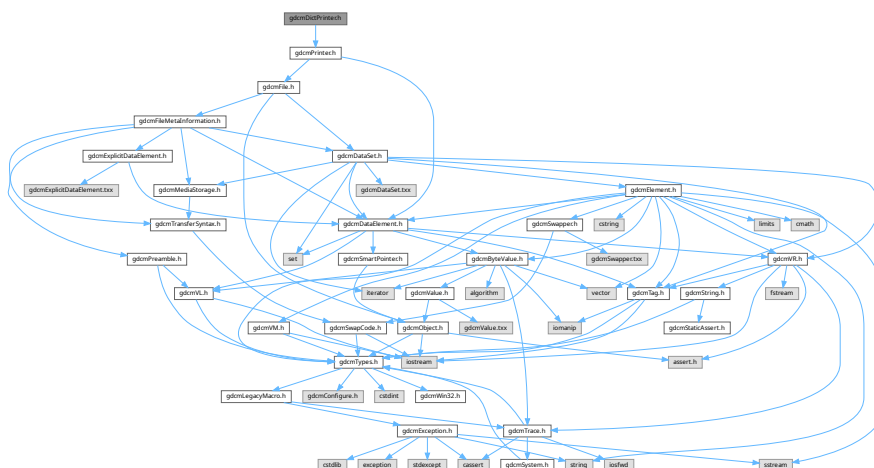 gdcmDictPrinter.h
gdcmPrinter.h
gdcmFile.h
gdcmFileMetaInformation.h
gdcmExplicitDataElement.h
gdcmDataSet.h
gdcmExplicitDataElement.txx
gdcmMediaStorage.h
gdcmDataSet.txx
gdcmElement.h
gdcmTransferSyntax.h
gdcmDataElement.h
gdcmSwapper.h
cstring
limits
cmath
gdcmPreamble.h
set
gdcmSmartPointer.h
gdcmByteValue.h
gdcmSwapper.txx
gdcmVR.h
gdcmVL.h
iterator
gdcmValue.h
algorithm
vector
gdcmTag.h
gdcmString.h
fstream
gdcmVM.h
gdcmSwapCode.h
gdcmObject.h
gdcmValue.txx
iomanip
gdcmStaticAssert.h
gdcmTypes.h
iostream
assert.h
gdcmLegacyMacro.h
gdcmConfigure.h
cstdint
gdcmWin32.h
gdcmException.h
gdcmTrace.h
cstdlib
exception
stdexcept
cassert
gdcmSystem.h
string
iosfwd
sstream